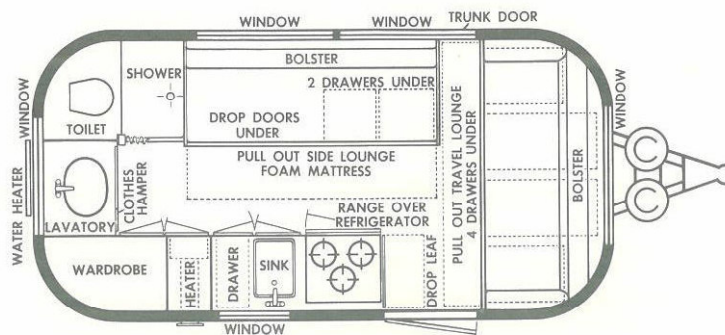 WINDOW
WINDOW
TRUNK DOOR
BOLSTER
SHOWER
2 DRAWERS UNDER
DROP DOORS
UNDER
WINDOW
TOILET
WINDOW
PULL OUT SIDE LOUNGE
FOAM MATTRESS
PULL OUT TRAVEL LOUNGE
4 DRAWERS UNDER
BOLSTER
WATER HEATER
LAVATORY
CLOTHES
HAMPER
RANGE OVER
REFRIGERATOR
WARDROBE
HEATER
DRAWER
SINK
DROP LEAF
WINDOW